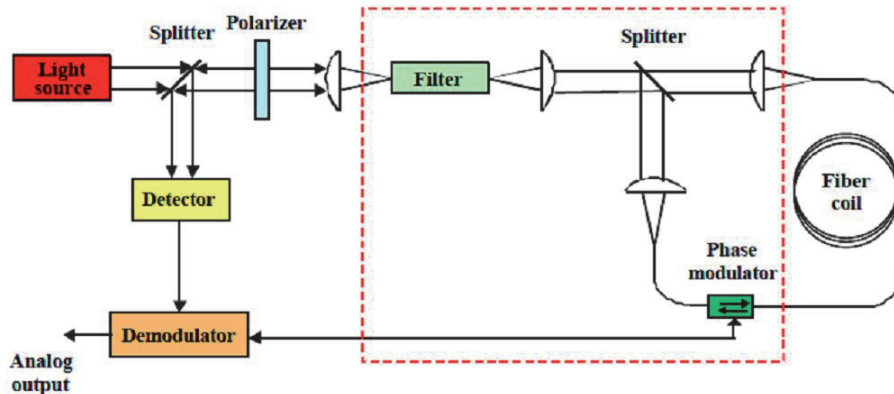 Splitter
Polarizer
Light
source
Filter
Splitter
Detector
Fiber
coil
Phase
modulator
Demodulator
Analog
output